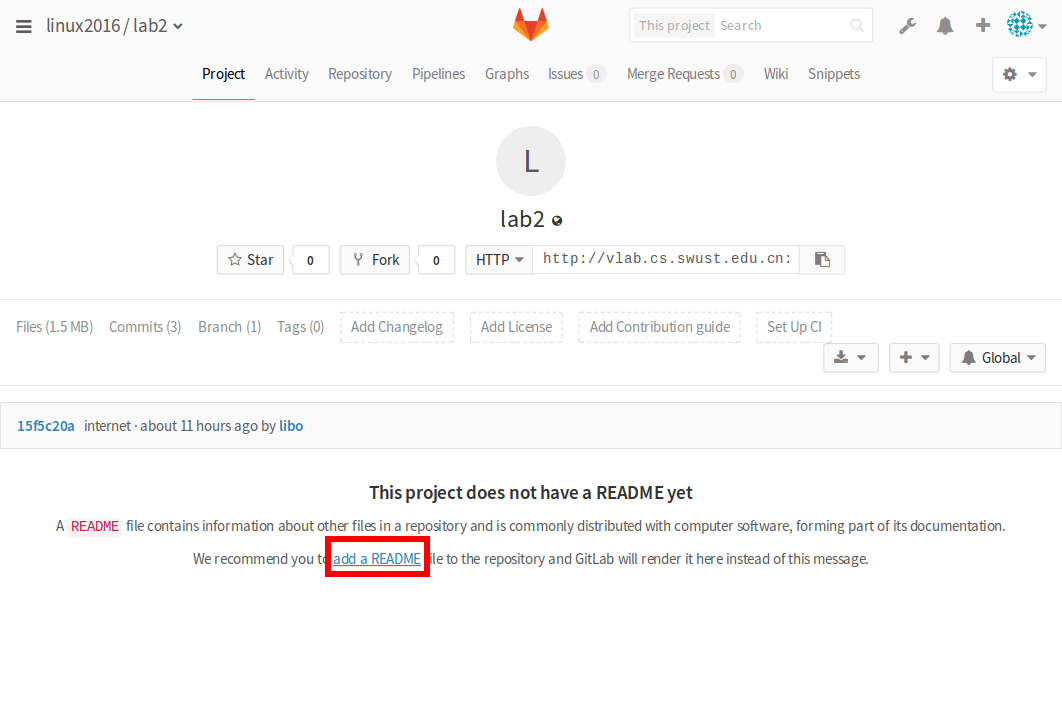 linux2016 / lab2
This project Search
Project Activity Repository Pipelines Graphs Issues 0 Merge Requests 0 Wiki Snippets
L
lab2
Star 0 Fork 0 HTTP http://vlab.cs.swust.edu.cn:
Files (1.5 MB) Commits (3) Branch (1) Tags (0) Add Changelog Add License Add Contribution guide Set Up CI
Global
15f5c20a internet · about 11 hours ago by libo
This project does not have a README yet
A README file contains information about other files in a repository and is commonly distributed with computer software, forming part of its documentation.
We recommend you to add a README file to the repository and GitLab will render it here instead of this message.